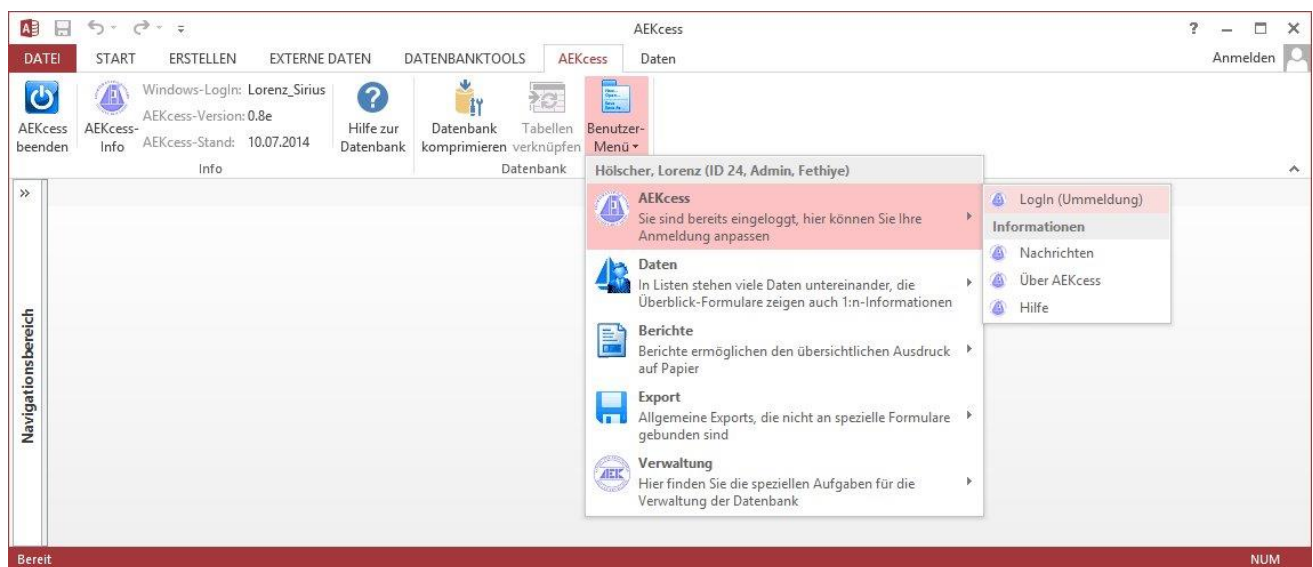 AEKcess
DATEI START ERSTELLEN EXTERNE DATEN DATENBANKTOOLS AEKcess Daten Anmelden
Windows-LogIn: Lorenz_Sirius
AEKcess-Version: 0.8e
AEKcess-Stand: 10.07.2014
AEKcess
beenden
AEKcess-
Info
Hilfe zur
Datenbank
Datenbank
komprimieren
Tabellen
verknüpfen
Benutzer-
Menü
Info
Datenbank
Hölscher, Lorenz (ID 24, Admin, Fethiye)
AEKcess
Sie sind bereits eingeloggt, hier können Sie Ihre
Anmeldung anpassen
Daten
In Listen stehen viele Daten untereinander, die
Überblick-Formulare zeigen auch 1:n-Informationen
Berichte
Berichte ermöglichen den übersichtlichen Ausdruck
auf Papier
Export
Allgemeine Exports, die nicht an spezielle Formulare
gebunden sind
AEK
Verwaltung
Hier finden Sie die speziellen Aufgaben für die
Verwaltung der Datenbank
LogIn (Ummeldung)
Informationen
Nachrichten
Über AEKcess
Hilfe
Navigationsbereich
Bereit NUM